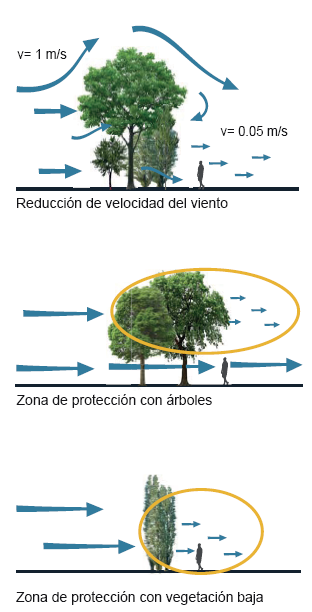 v= 1 m/s
v= 0.05 m/s
Reducción de velocidad del viento
Zona de protección con árboles
Zona de protección con vegetación baja